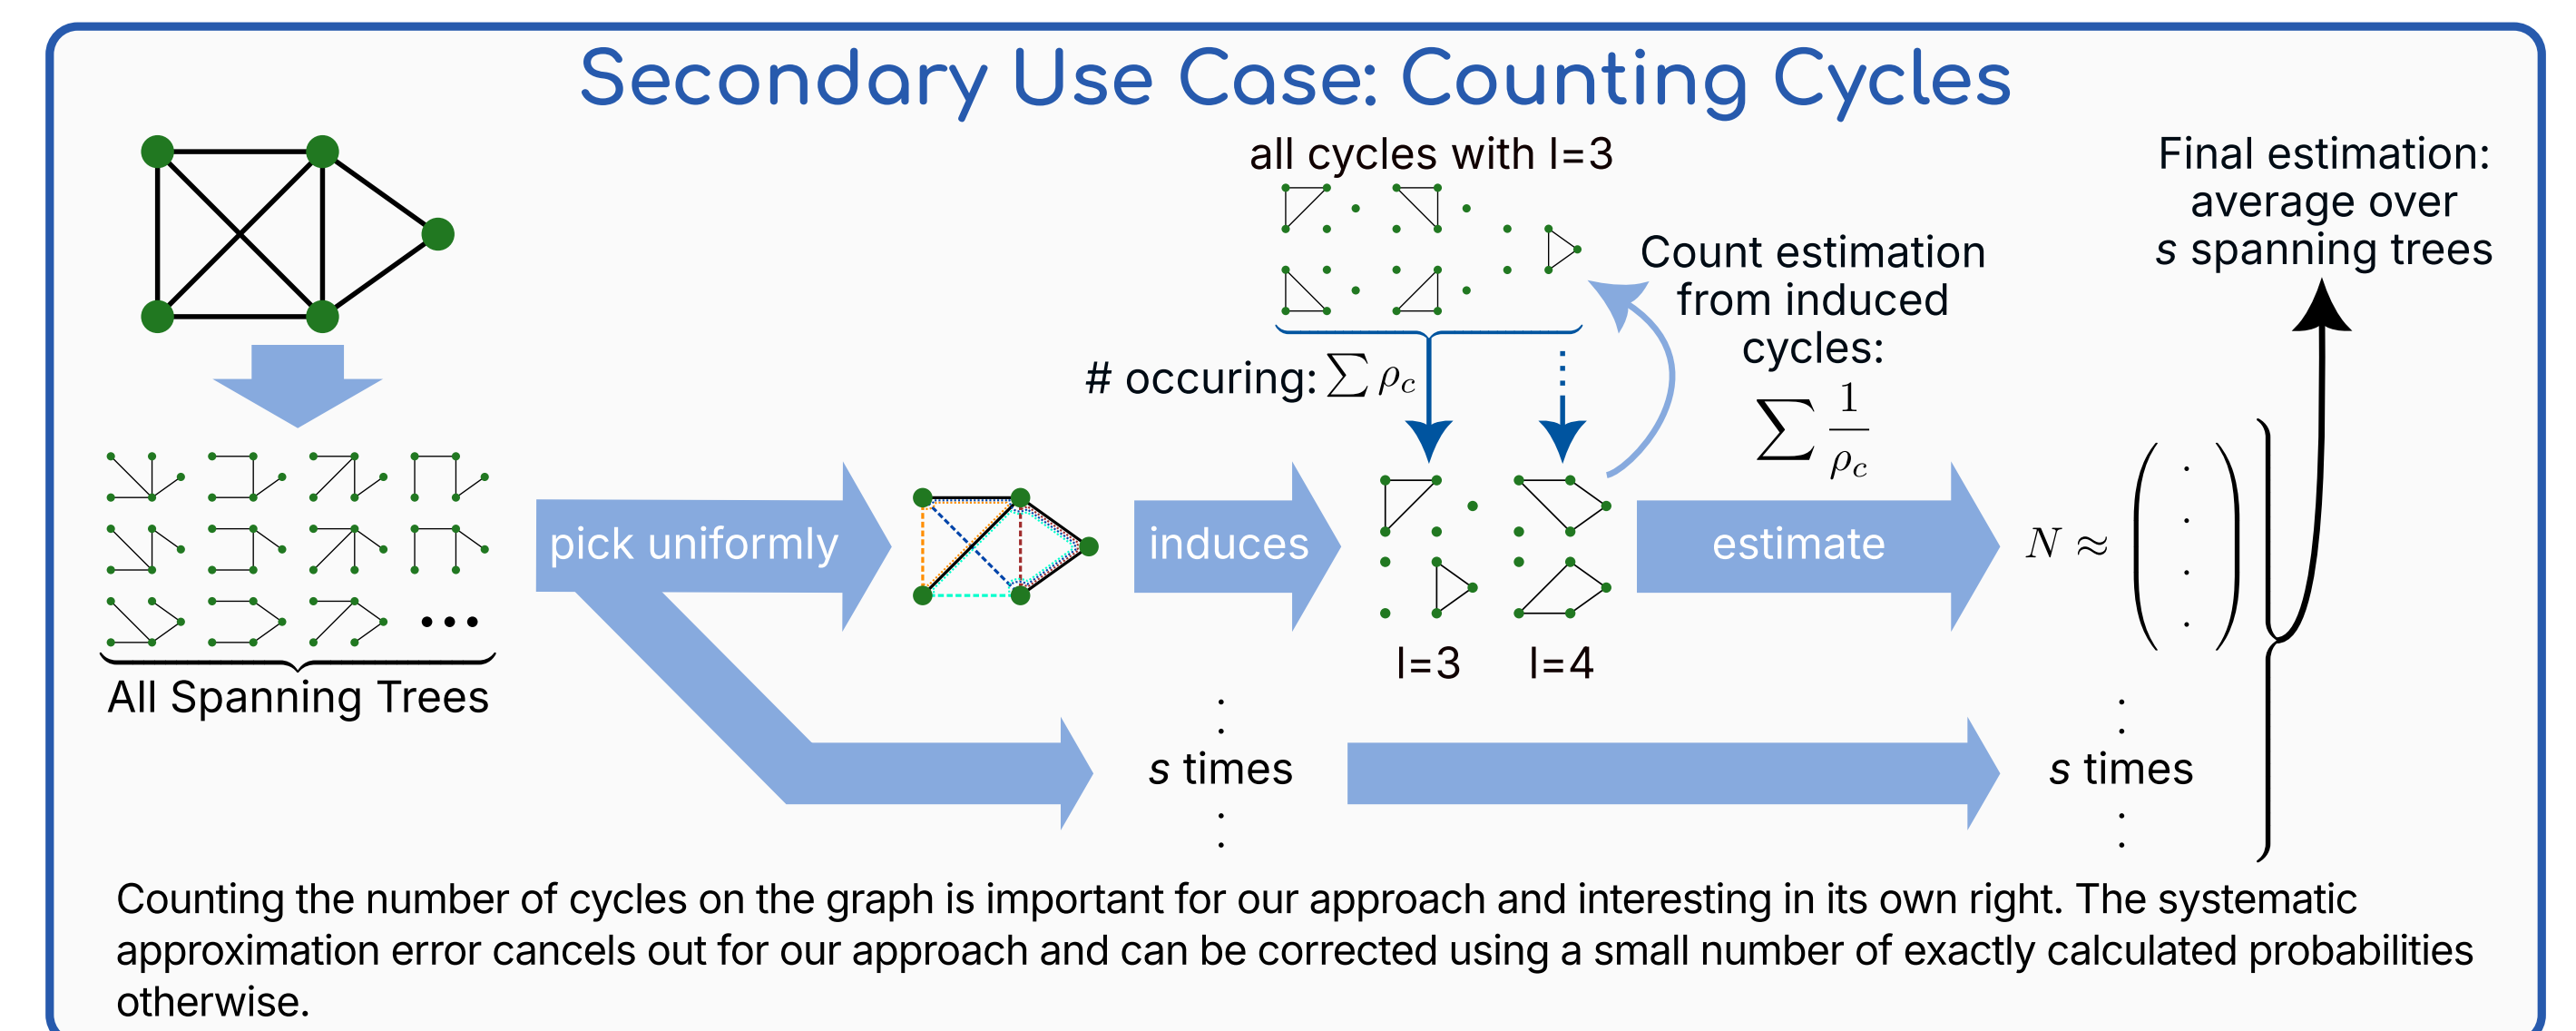 Secondary Use Case: Counting Cycles
all cycles with l=3
Final estimation:
average over
s spanning trees
Count estimation
from induced
cycles:
∑ 1/ρ_c
# occuring: ∑ ρ_c
pick uniformly
induces
estimate
N ≈
l=3
l=4
All Spanning Trees
s times
s times
Counting the number of cycles on the graph is important for our approach and interesting in its own right. The systematic
approximation error cancels out for our approach and can be corrected using a small number of exactly calculated probabilities
otherwise.